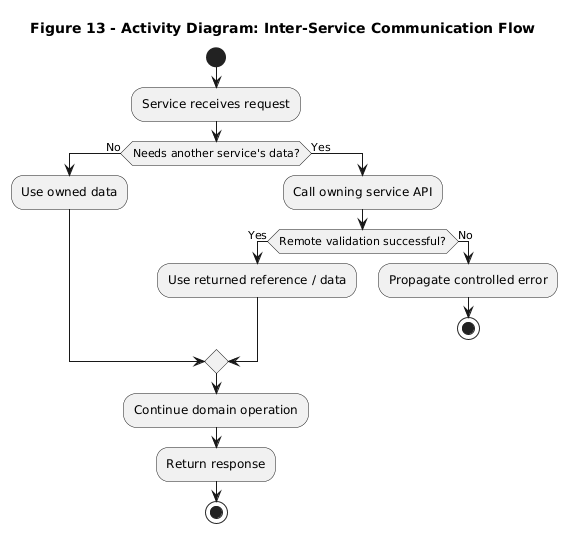 Figure 13 - Activity Diagram: Inter-Service Communication Flow
Service receives request
No
Needs another service's data?
Yes
Use owned data
Call owning service API
Yes
Remote validation successful?
No
Use returned reference / data
Propagate controlled error
Continue domain operation
Return response